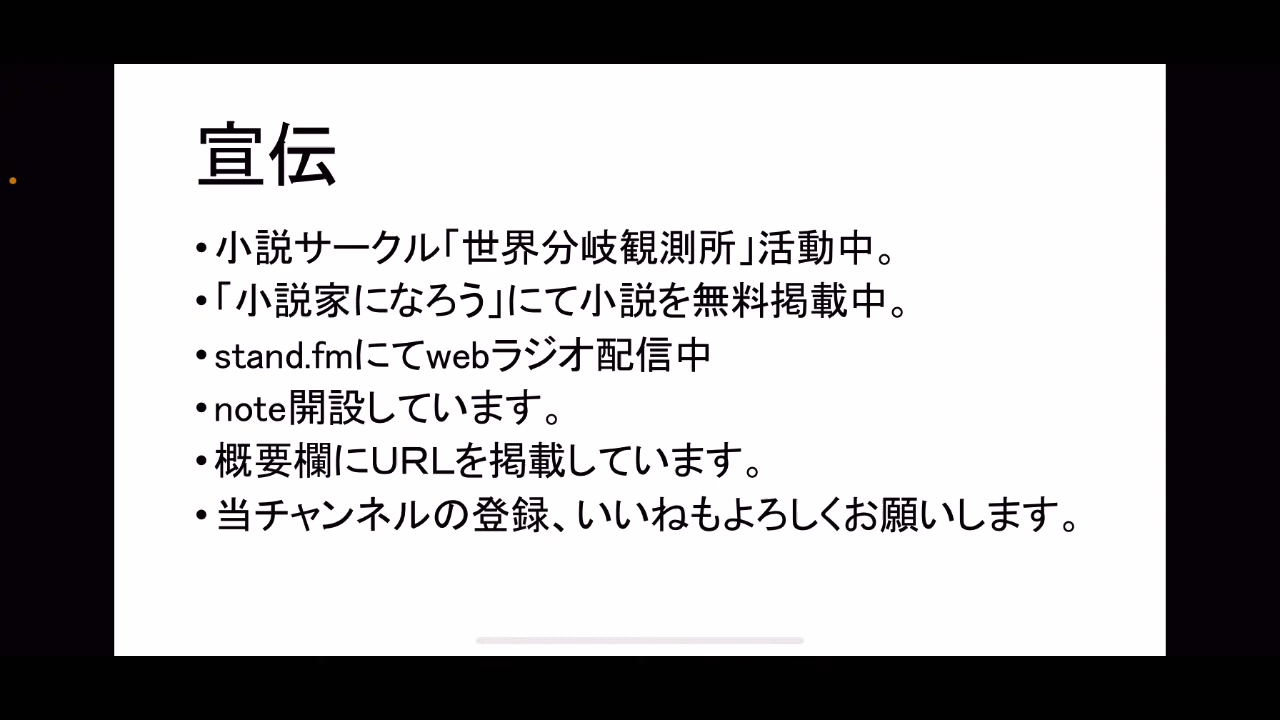 宣伝
•小説サークル「世界分岐観測所」活動中。
•「小説家になろう」にて小説を無料掲載中。
•stand.fmにてwebラジオ配信中
•note開設しています。
•概要欄にURLを掲載しています。
•当チャンネルの登録、いいねもよろしくお願いします。